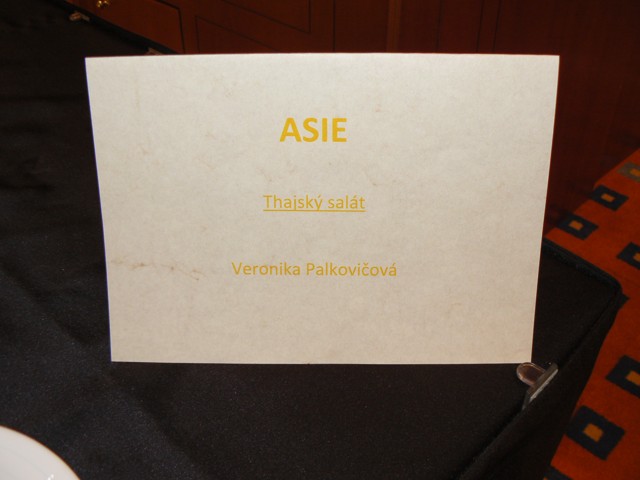 ASIE
Thajský salát
Veronika Palkovičová